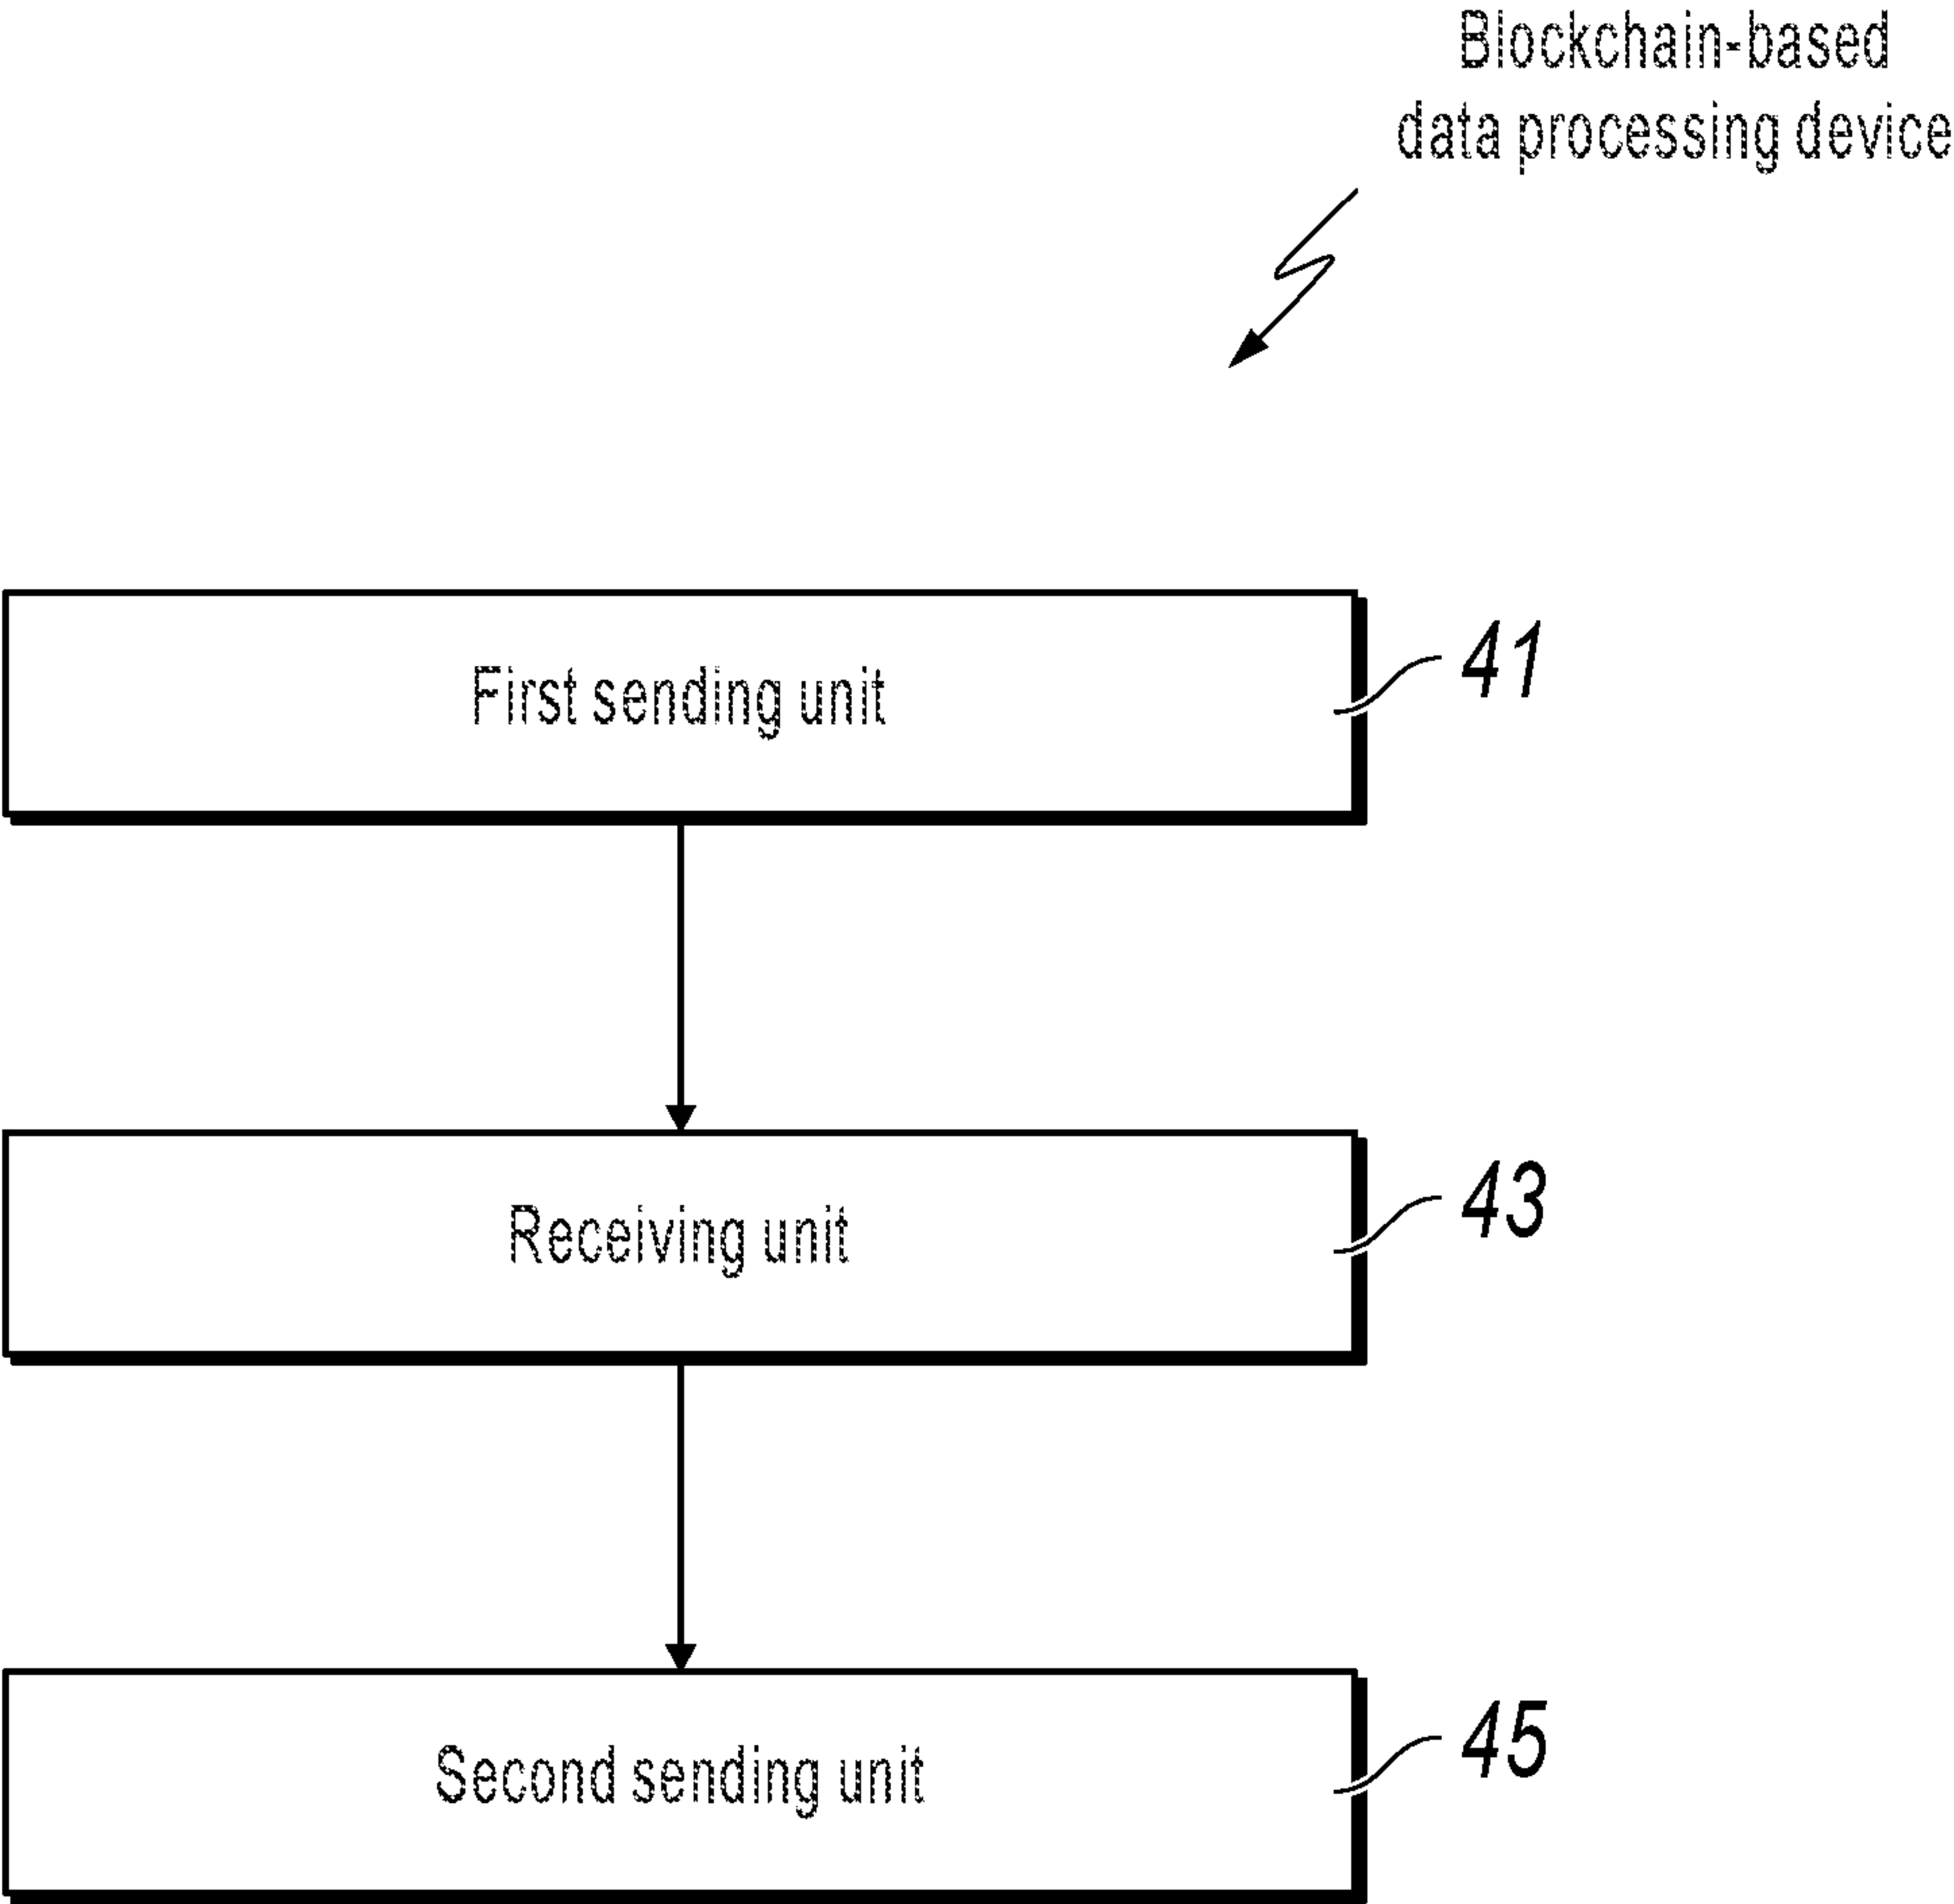 Blockchain-based
data processing device
First sending unit
41
Receiving unit
43
Second sending unit
45